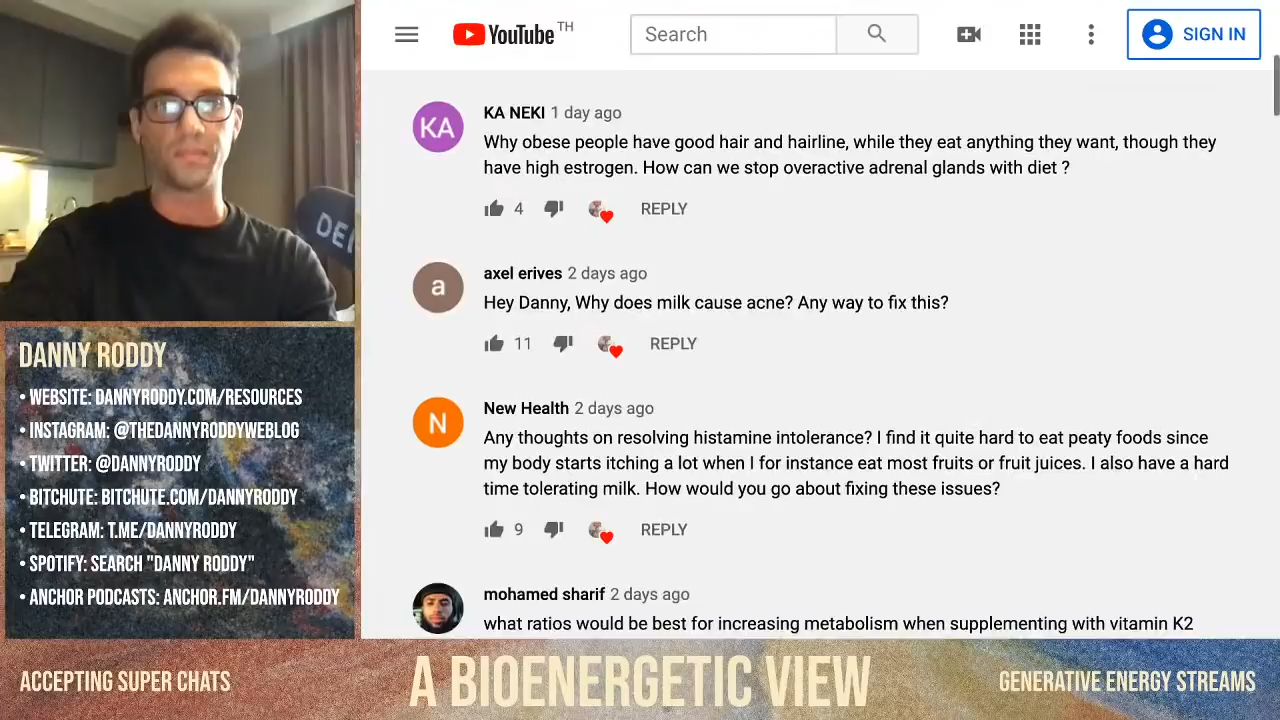 DEL
DANNY RODDY
• WEBSITE: DANNYRODDY.COM/RESOURCES
• INSTAGRAM: @THEDANNYRODDYWEBLOG
• TWITTER: @DANNYRODDY
• BITCHUTE: BITCHUTE.COM/DANNYRODDY
• TELEGRAM: T.ME/DANNYRODDY
• SPOTIFY: SEARCH "DANNY RODDY"
• ANCHOR PODCASTS: ANCHOR.FM/DANNYRODDY
YouTube TH
Search
SIGN IN
KA
KA NEKI 1 day ago
Why obese people have good hair and hairline, while they eat anything they want, though they
have high estrogen. How can we stop overactive adrenal glands with diet ?
4 REPLY
a
axel erives 2 days ago
Hey Danny, Why does milk cause acne? Any way to fix this?
11 REPLY
N
New Health 2 days ago
Any thoughts on resolving histamine intolerance? I find it quite hard to eat peaty foods since
my body starts itching a lot when I for instance eat most fruits or fruit juices. I also have a hard
time tolerating milk. How would you go about fixing these issues?
9 REPLY
mohamed sharif 2 days ago
what ratios would be best for increasing metabolism when supplementing with vitamin K2
ACCEPTING SUPER CHATS
A BIOENERGETIC VIEW
GENERATIVE ENERGY STREAMS